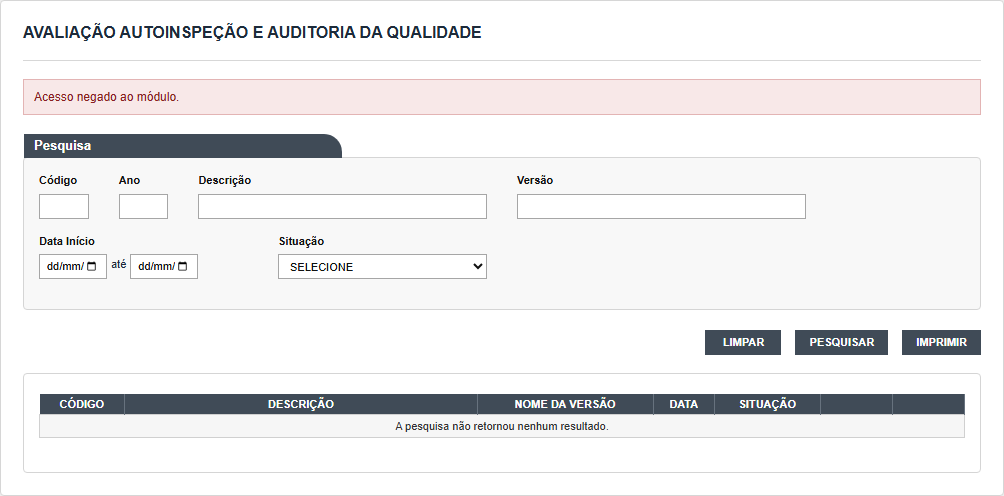 AVALIAÇÃO AUTOINSPEÇÃO E AUDITORIA DA QUALIDADE
Acesso negado ao módulo.
Pesquisa
Código Ano Descrição Versão
Data Início Situação
dd/mm/ até dd/mm/ SELECIONE
LIMPAR PESQUISAR IMPRIMIR
CÓDIGO DESCRIÇÃO NOME DA VERSÃO DATA SITUAÇÃO
A pesquisa não retornou nenhum resultado.